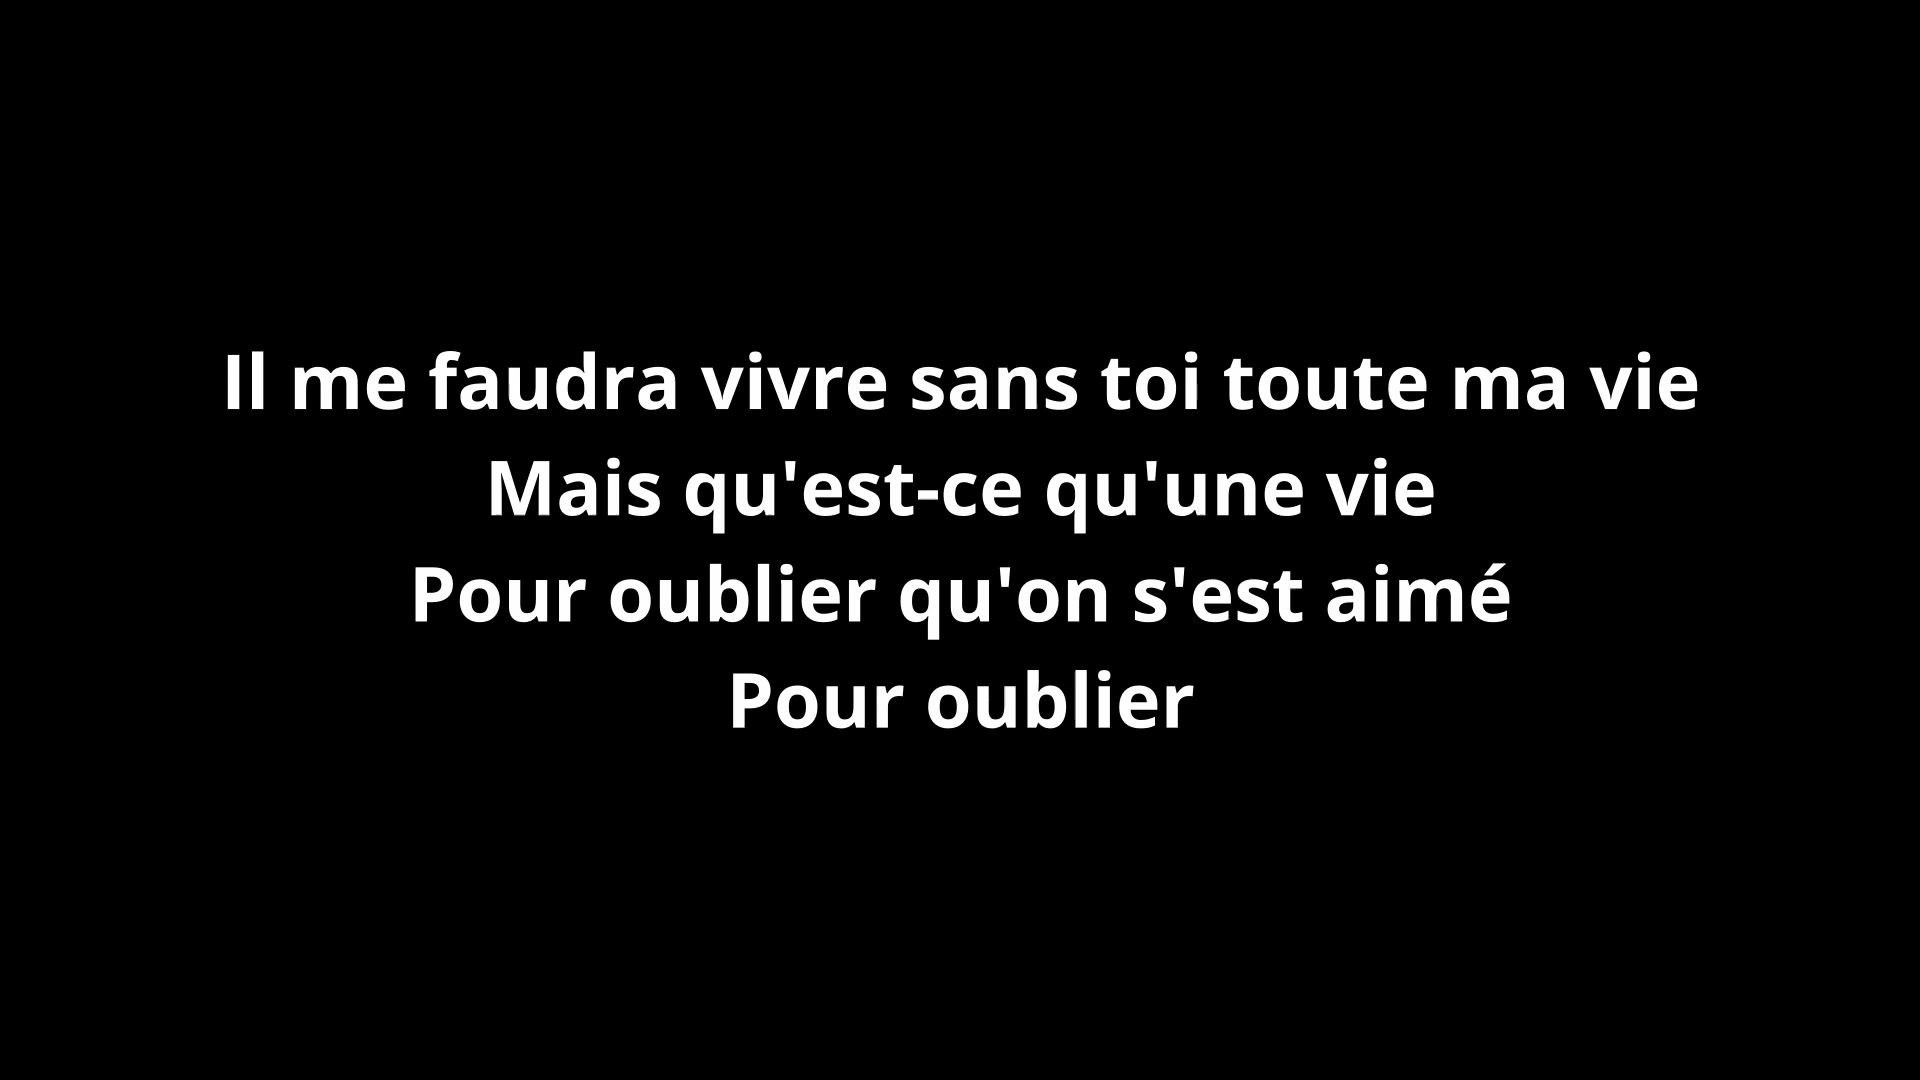 Il me faudra vivre sans toi toute ma vie
Mais qu'est-ce qu'une vie
Pour oublier qu'on s'est aimé
Pour oublier